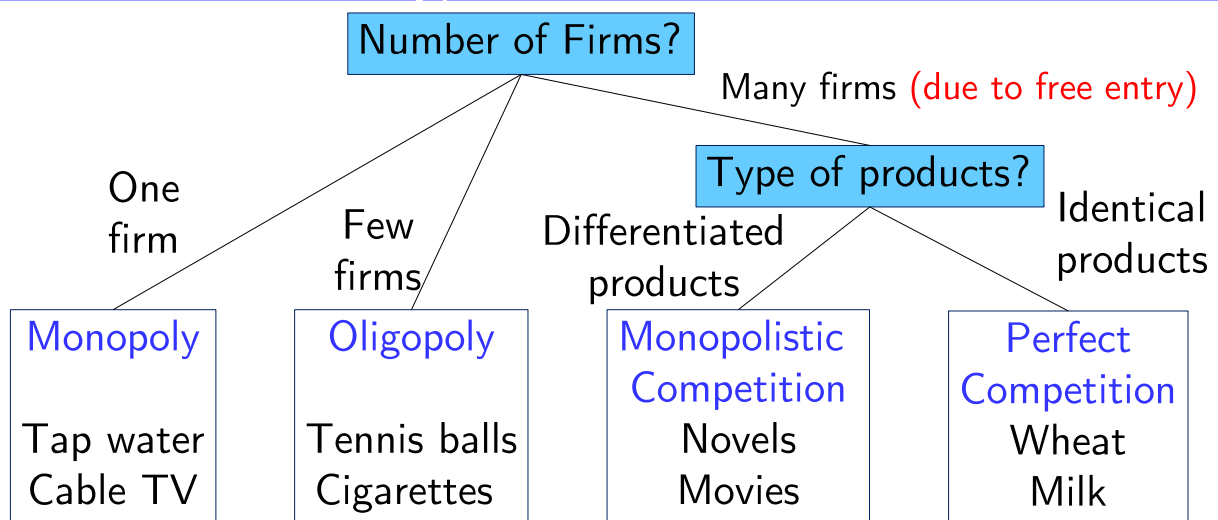 Number of Firms?
Many firms (due to free entry)
Type of products?
One
firm
Few
firms
Differentiated
products
Identical
products
Monopoly
Tap water
Cable TV
Oligopoly
Tennis balls
Cigarettes
Monopolistic
Competition
Novels
Movies
Perfect
Competition
Wheat
Milk